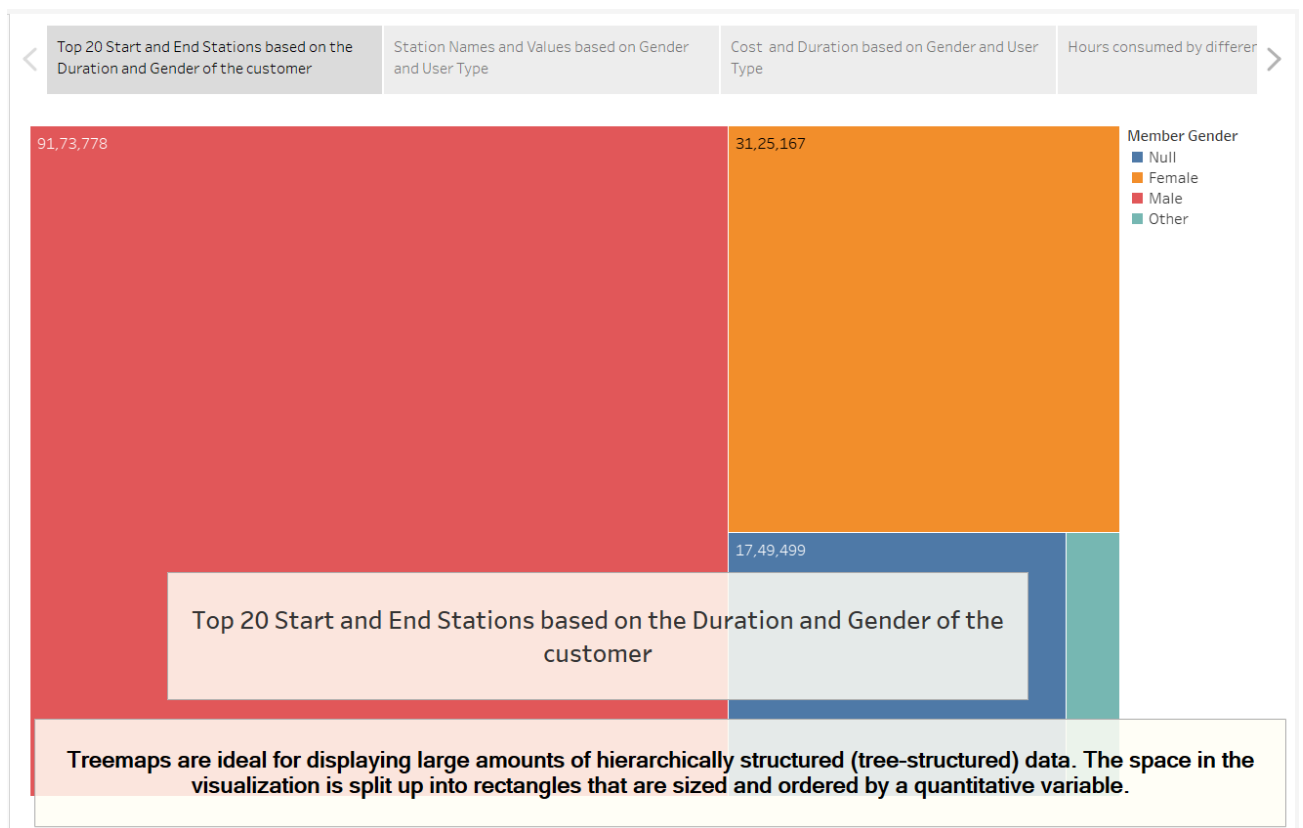 Top 20 Start and End Stations based on the
Duration and Gender of the customer
Station Names and Values based on Gender
and User Type
Cost and Duration based on Gender and User
Type
Hours consumed by differen
91,73,778
31,25,167
Member Gender
Null
Female
Male
Other
17,49,499
Top 20 Start and End Stations based on the Duration and Gender of the
customer
Treemaps are ideal for displaying large amounts of hierarchically structured (tree-structured) data. The space in the
visualization is split up into rectangles that are sized and ordered by a quantitative variable.